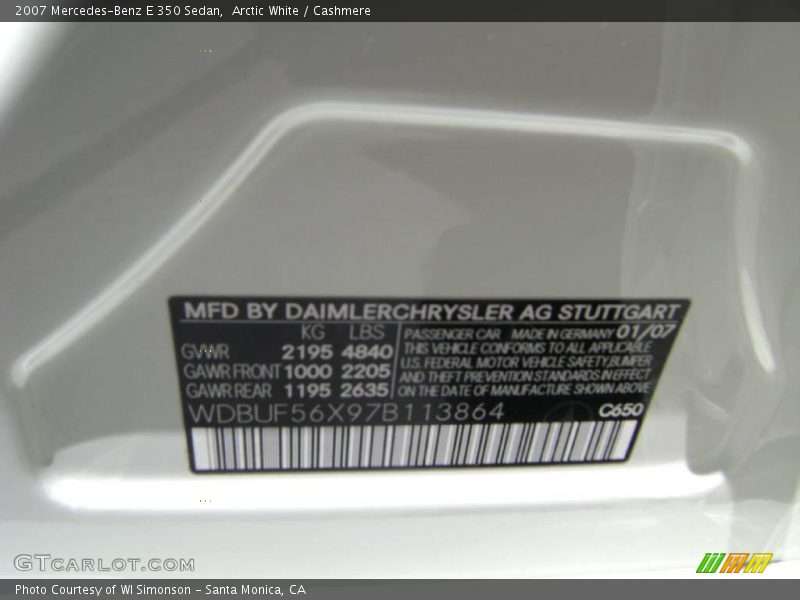 2007 Mercedes-Benz E 350 Sedan,  Arctic White / Cashmere
MFD BY DAIMLERCHRYSLER AG STUTTGART
KG LBS PASSENGER CAR MADE IN GERMANY 01/07
GVWR 2195 4840 THIS VEHICLE CONFORMS TO ALL APPLICABLE
GAWR FRONT 1000 2205 U.S. FEDERAL MOTOR VEHICLE SAFETY, BUMPER
AND THEFT PREVENTION STANDARDS IN EFFECT
GAWR REAR 1195 2635 ON THE DATE OF MANUFACTURE SHOWN ABOVE
WDBUF56X97B113864 C650
GTCARLOT.COM
Photo Courtesy of WI Simonson - Santa Monica, CA